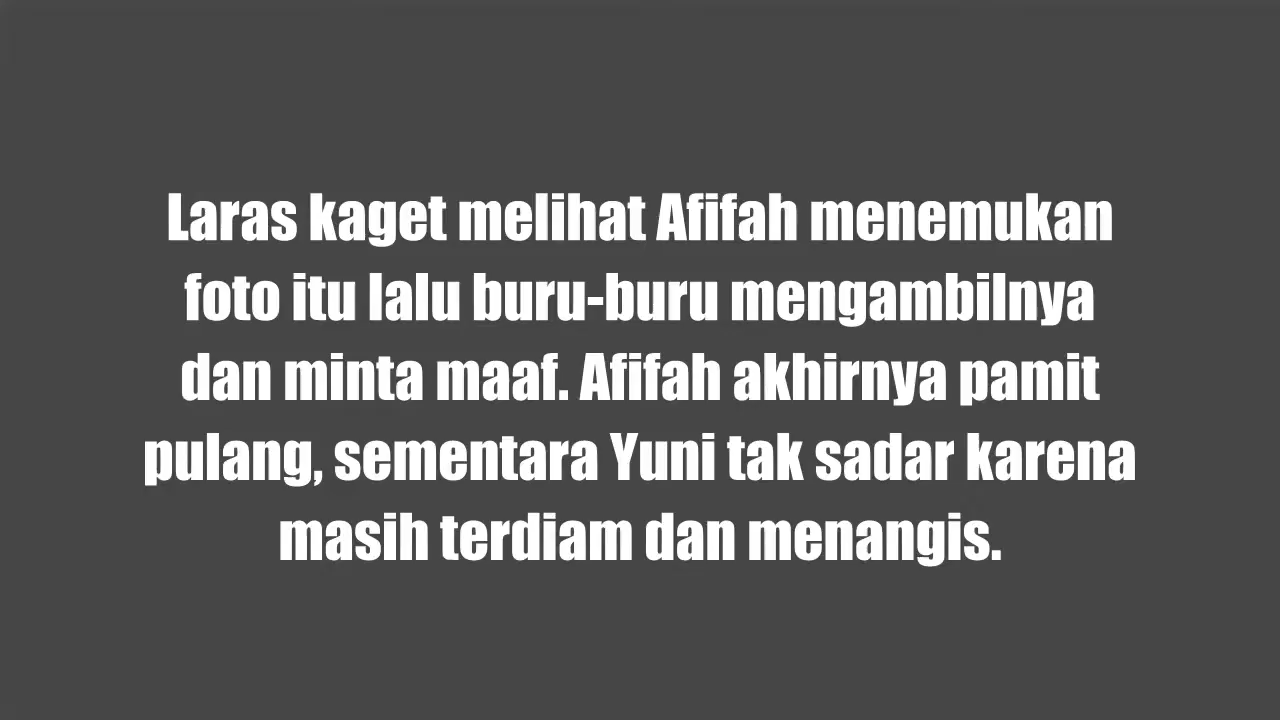 Laras kaget melihat Afifah menemukan
foto itu lalu buru-buru mengambilnya
dan minta maaf. Afifah akhirnya pamit
pulang, sementara Yuni tak sadar karena
masih terdiam dan menangis.